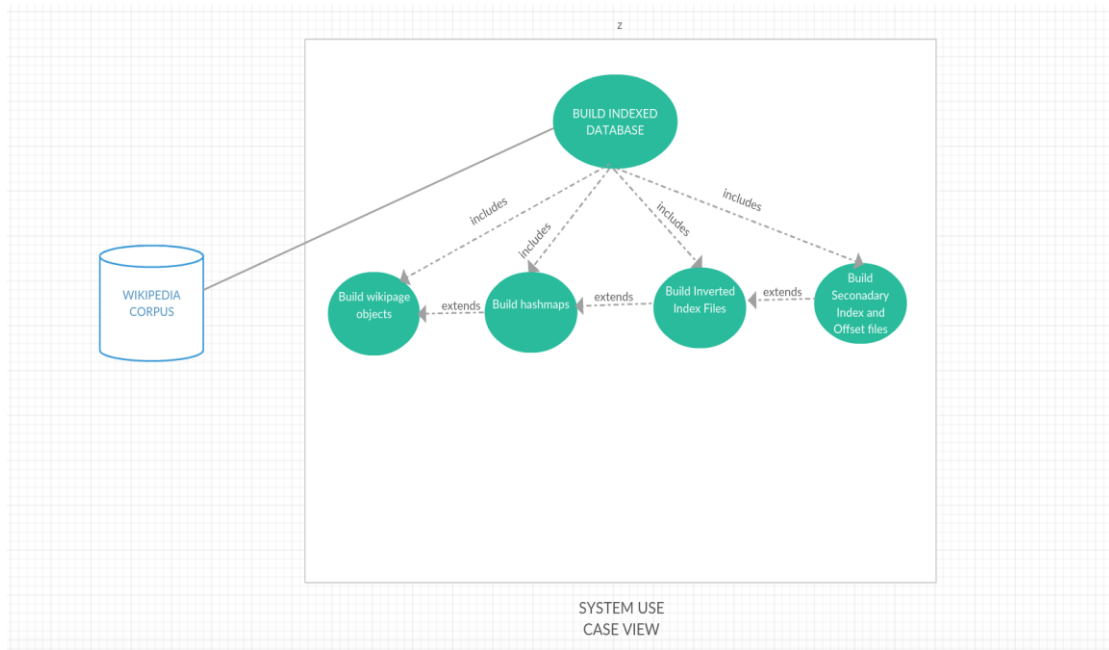 z
BUILD INDEXED
DATABASE
includes
includes
includes
includes
WIKIPEDIA
CORPUS
Build wikipage
objects
extends
Build hashmaps
extends
Build Inverted
Index Files
extends
Build
Seconadary
Index and
Offset files
SYSTEM USE
CASE VIEW